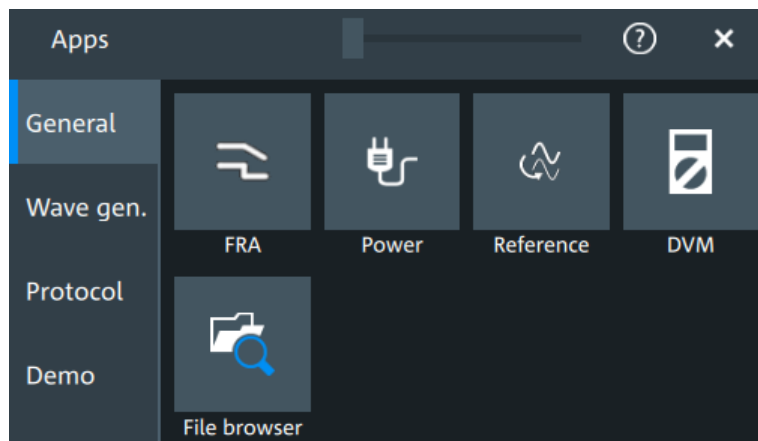 Apps
?
General
Wave gen.
Protocol
Demo
FRA
Power
Reference
DVM
File browser